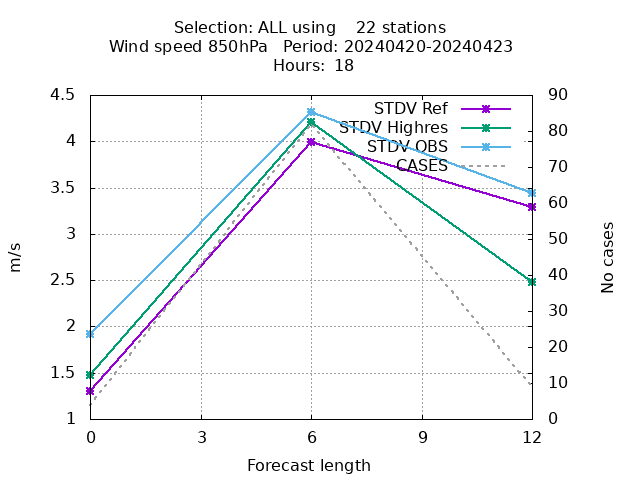 Selection: ALL using    22 stations
Wind speed 850hPa   Period: 20240420-20240423
Hours:  18
4.5
4
3.5
3
2.5
2
1.5
1
90
80
70
60
50
40
30
20
10
0
STDV Ref
STDV Highres
STDV OBS
CASES
m/s
No cases
0
3
6
9
12
Forecast length